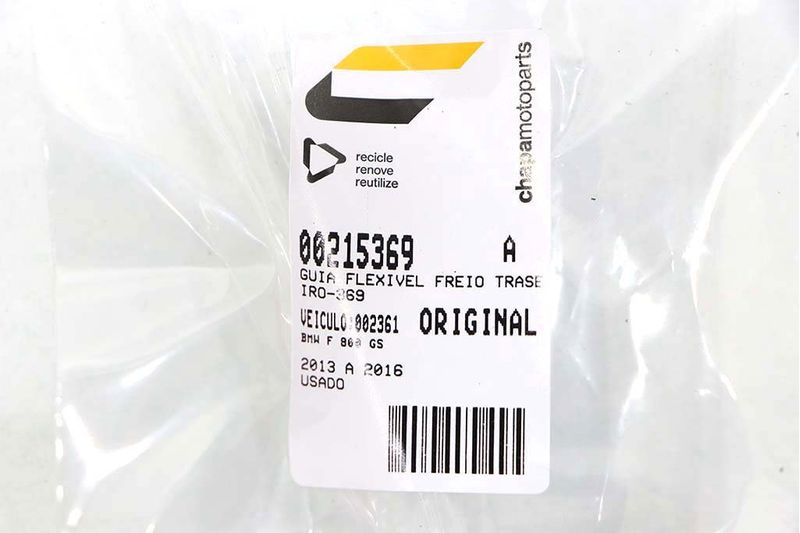 chapamotoparts
recicle
renove
reutilize
00215369 A
GUIA FLEXIVEL FREIO TRASE
IRO-369
VEICULO:002361 ORIGINAL
BMW F 800 GS
2013 A 2016
USADO